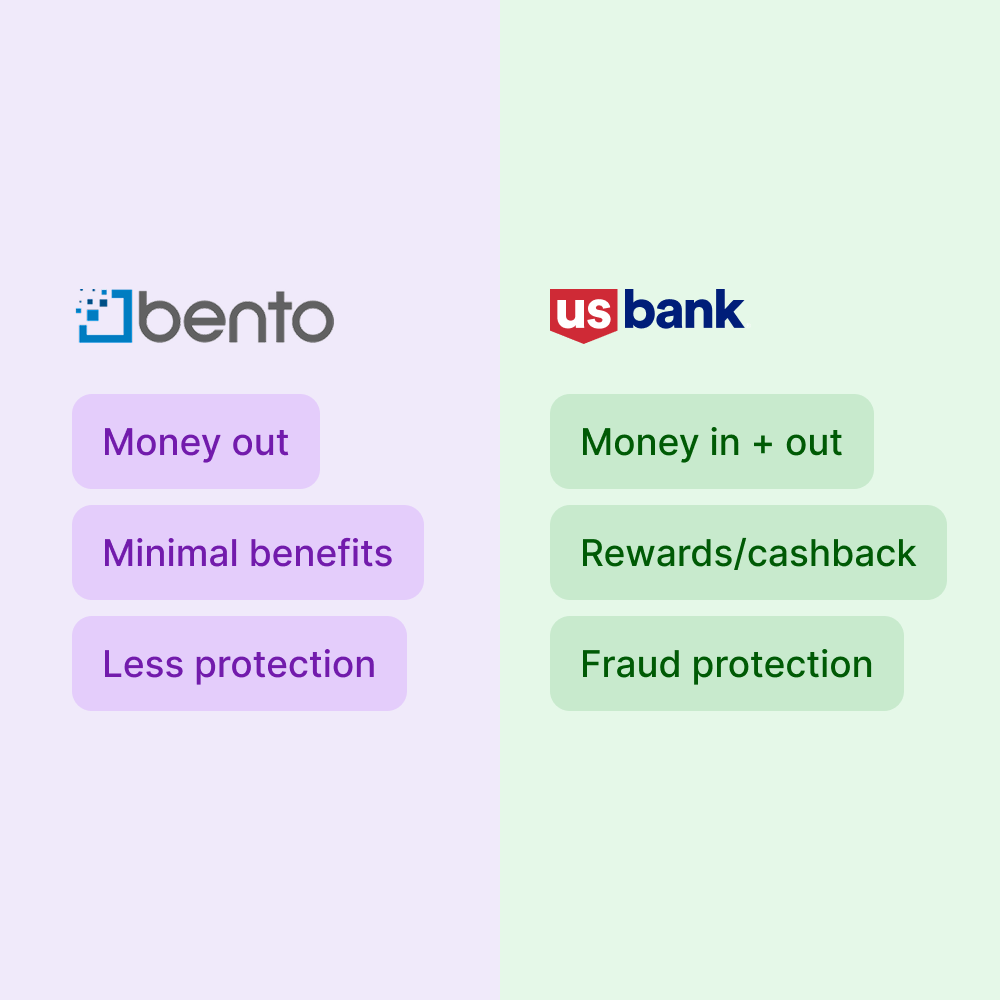 bento
Money out
Minimal benefits
Less protection
us bank
Money in + out
Rewards/cashback
Fraud protection